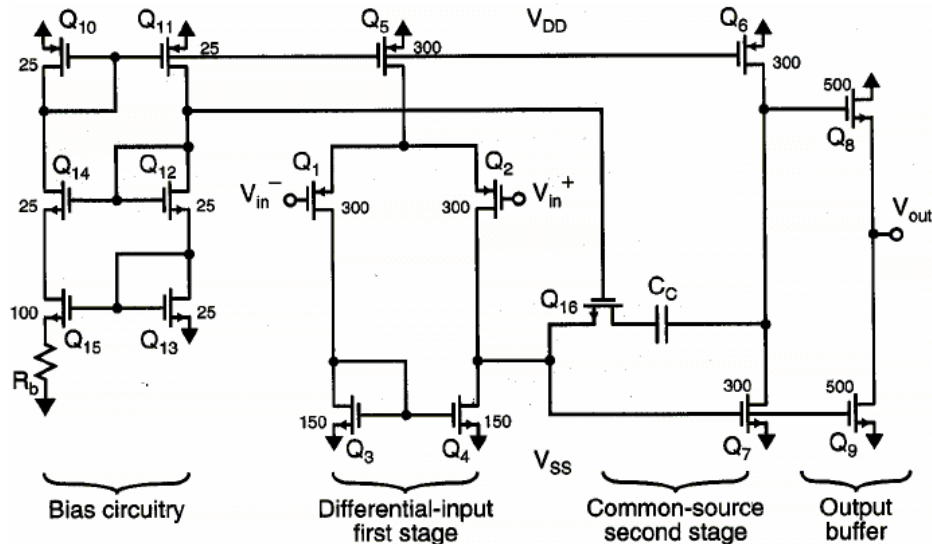 Q10 Q11 Q5 VDD Q6
25 25 300 300
500
Q8
Q14 Q12 Q1 Q2
Vin- Vin+
25 25 300 300
Vout
Q16 CC
100 25
Q15 Q13
Rb
150 150 300 500
Q3 Q4 VSS Q7 Q9
Bias circuitry
Differential-input
first stage
Common-source
second stage
Output
buffer